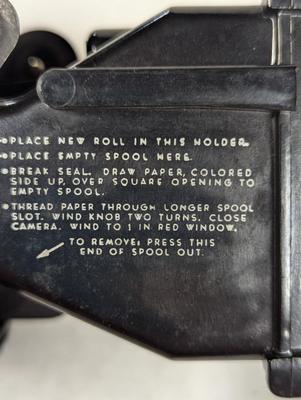 •PLACE NEW ROLL IN THIS HOLDER.
•PLACE EMPTY SPOOL HERE.
•BREAK SEAL. DRAW PAPER, COLORED
SIDE UP, OVER SQUARE OPENING TO
EMPTY SPOOL.
•THREAD PAPER THROUGH LONGER SPOOL
SLOT. WIND KNOB TWO TURNS. CLOSE
CAMERA. WIND TO 1 IN RED WINDOW.
TO REMOVE: PRESS THIS
END OF SPOOL OUT.